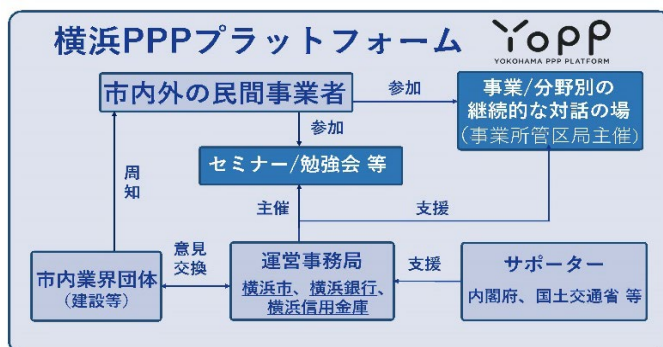 横浜PPPプラットフォーム
YoPP
YOKOHAMA PPP PLATFORM
市内外の民間事業者
参加
事業/分野別の
継続的な対話の場
(事業所管区局主催)
参加
セミナー/勉強会 等
周知
主催
支援
市内業界団体
(建設等)
意見
交換
運営事務局
横浜市、横浜銀行、
横浜信用金庫
支援
サポーター
内閣府、国土交通省 等